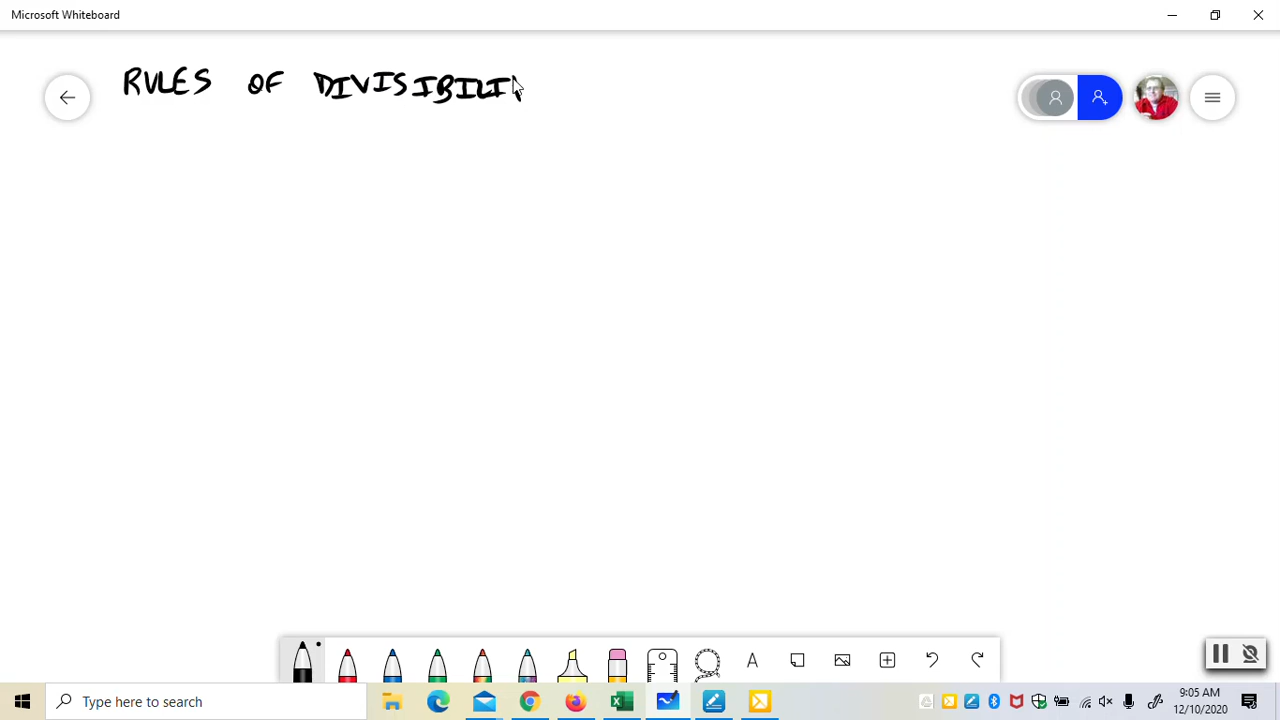 Microsoft Whiteboard
RULES OF DIVISIBILI
A
Type here to search
9:05 AM
12/10/2020